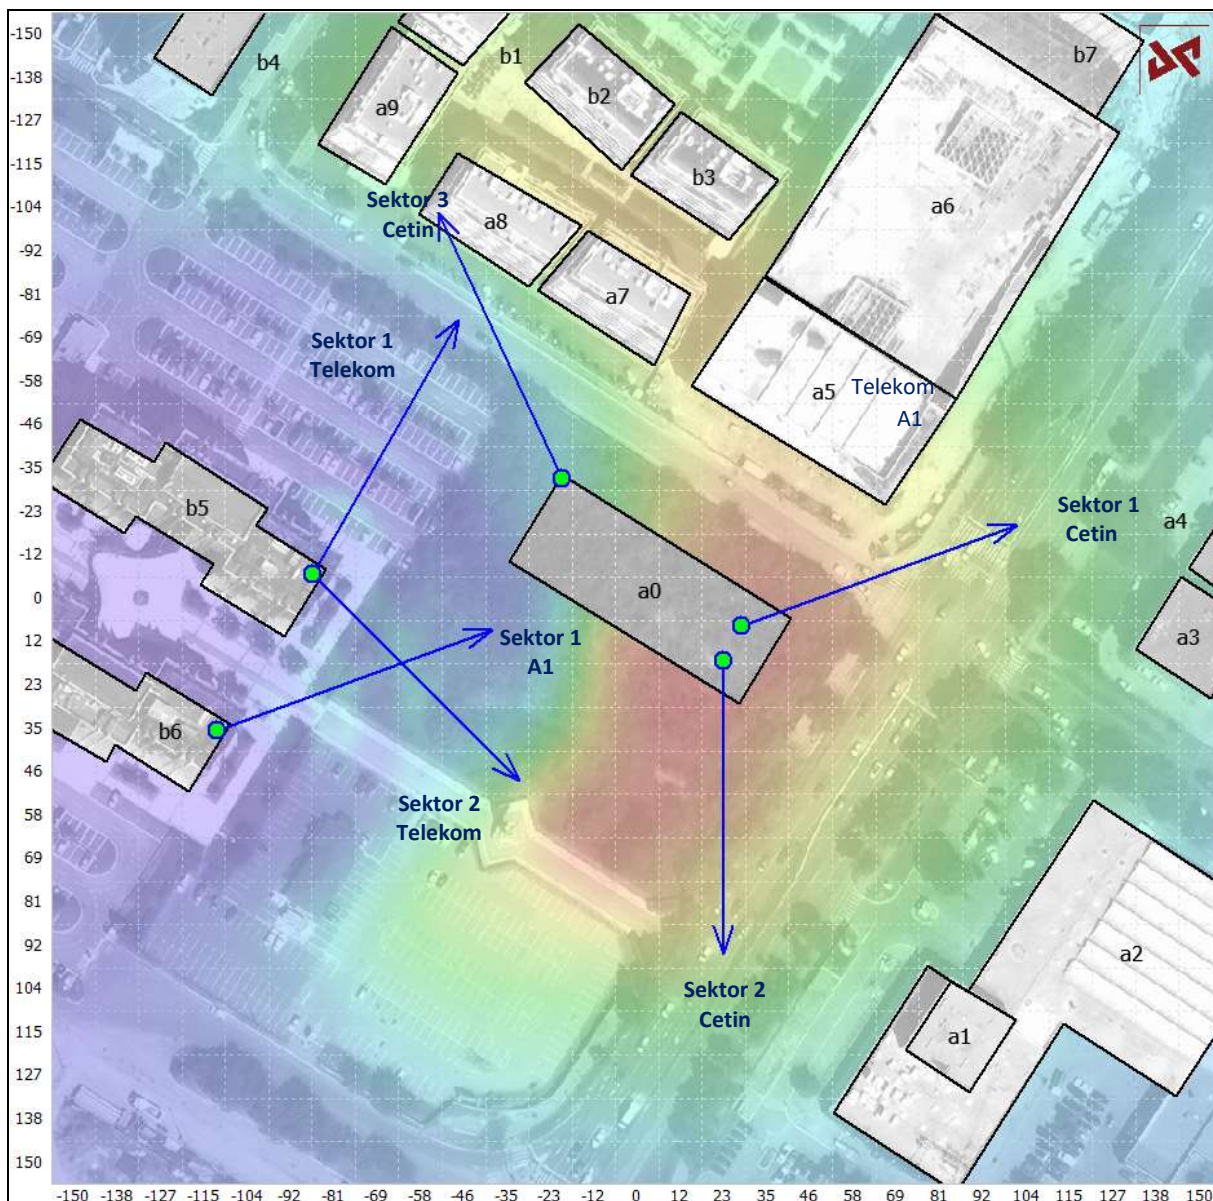 -150
-138
-127
-115
-104
-92
-81
-69
-58
-46
-35
-23
-12
0
12
23
35
46
58
69
81
92
104
115
127
138
150
b4
b1
b7
a9
b2
b3
a6
Sektor 3
Cetin
a8
a7
Sektor 1
Telekom
a5
Telekom
A1
b5
Sektor 1
Cetin
a4
a0
a3
Sektor 1
A1
b6
Sektor 2
Telekom
a2
Sektor 2
Cetin
a1
-150 -138 -127 -115 -104 -92 -81 -69 -58 -46 -35 -23 -12 0 12 23 35 46 58 69 81 92 104 115 127 138 150